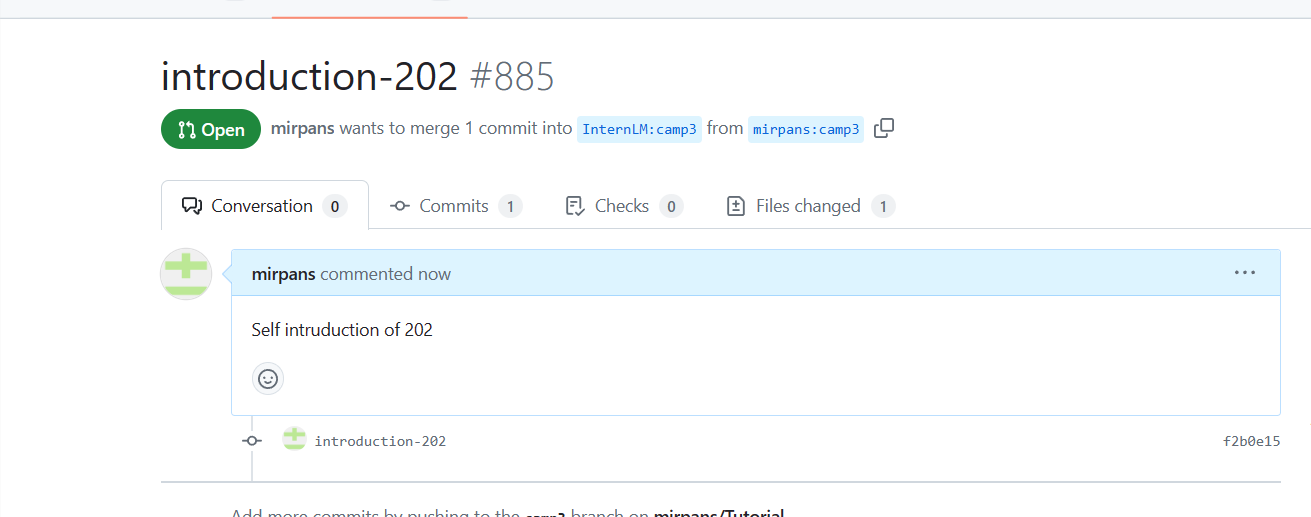 introduction-202 #885
Open mirpans wants to merge 1 commit into InternLM:camp3 from mirpans:camp3
Conversation 0 Commits 1 Checks 0 Files changed 1
mirpans commented now
Self intruduction of 202
introduction-202 f2b0e15
Add more commits by pushing to the camp3 branch on mirpans/Tutorial